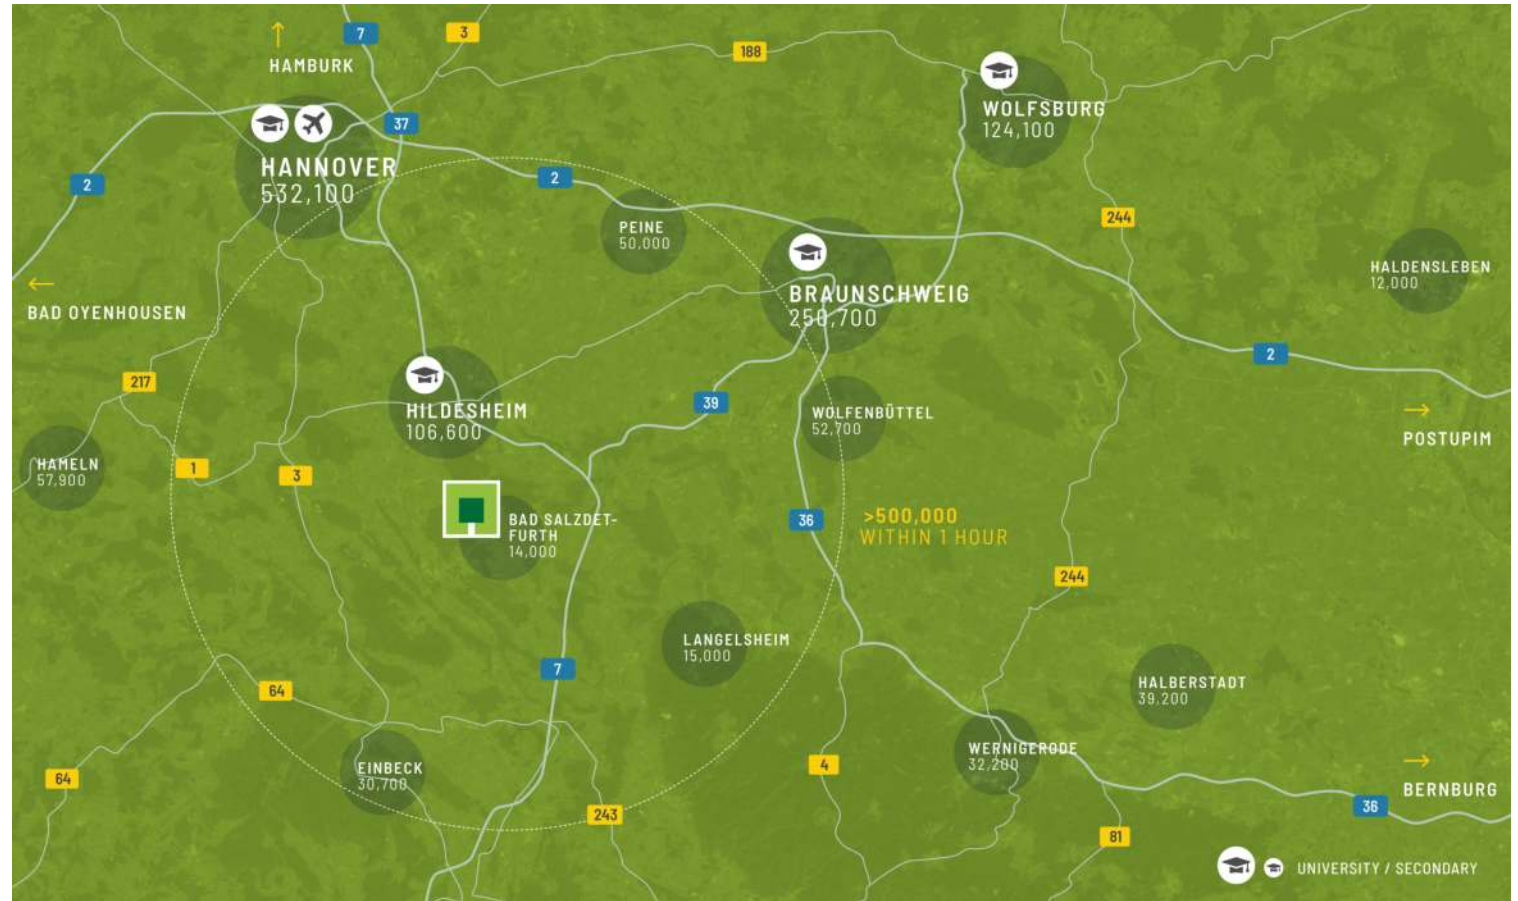 7
3
188
HAMBURK
WOLFSBURG
124,100
37
HANNOVER
532,100
2
2
244
PEINE
50,000
HALDENSLEBEN
12,000
BRAUNSCHWEIG
250,700
BAD OYENHOUSEN
2
217
39
HILDESHEIM
106,600
WOLFENBÜTTEL
52,700
POSTUPIM
HAMELN
57,900
1
3
BAD SALZDET-
FURTH
14,000
36
>500,000
WITHIN 1 HOUR
244
LANGELSHEIM
15,000
7
64
HALBERSTADT
39,200
WERNIGERODE
32,200
EINBECK
30,700
64
4
BERNBURG
36
243
81
UNIVERSITY / SECONDARY